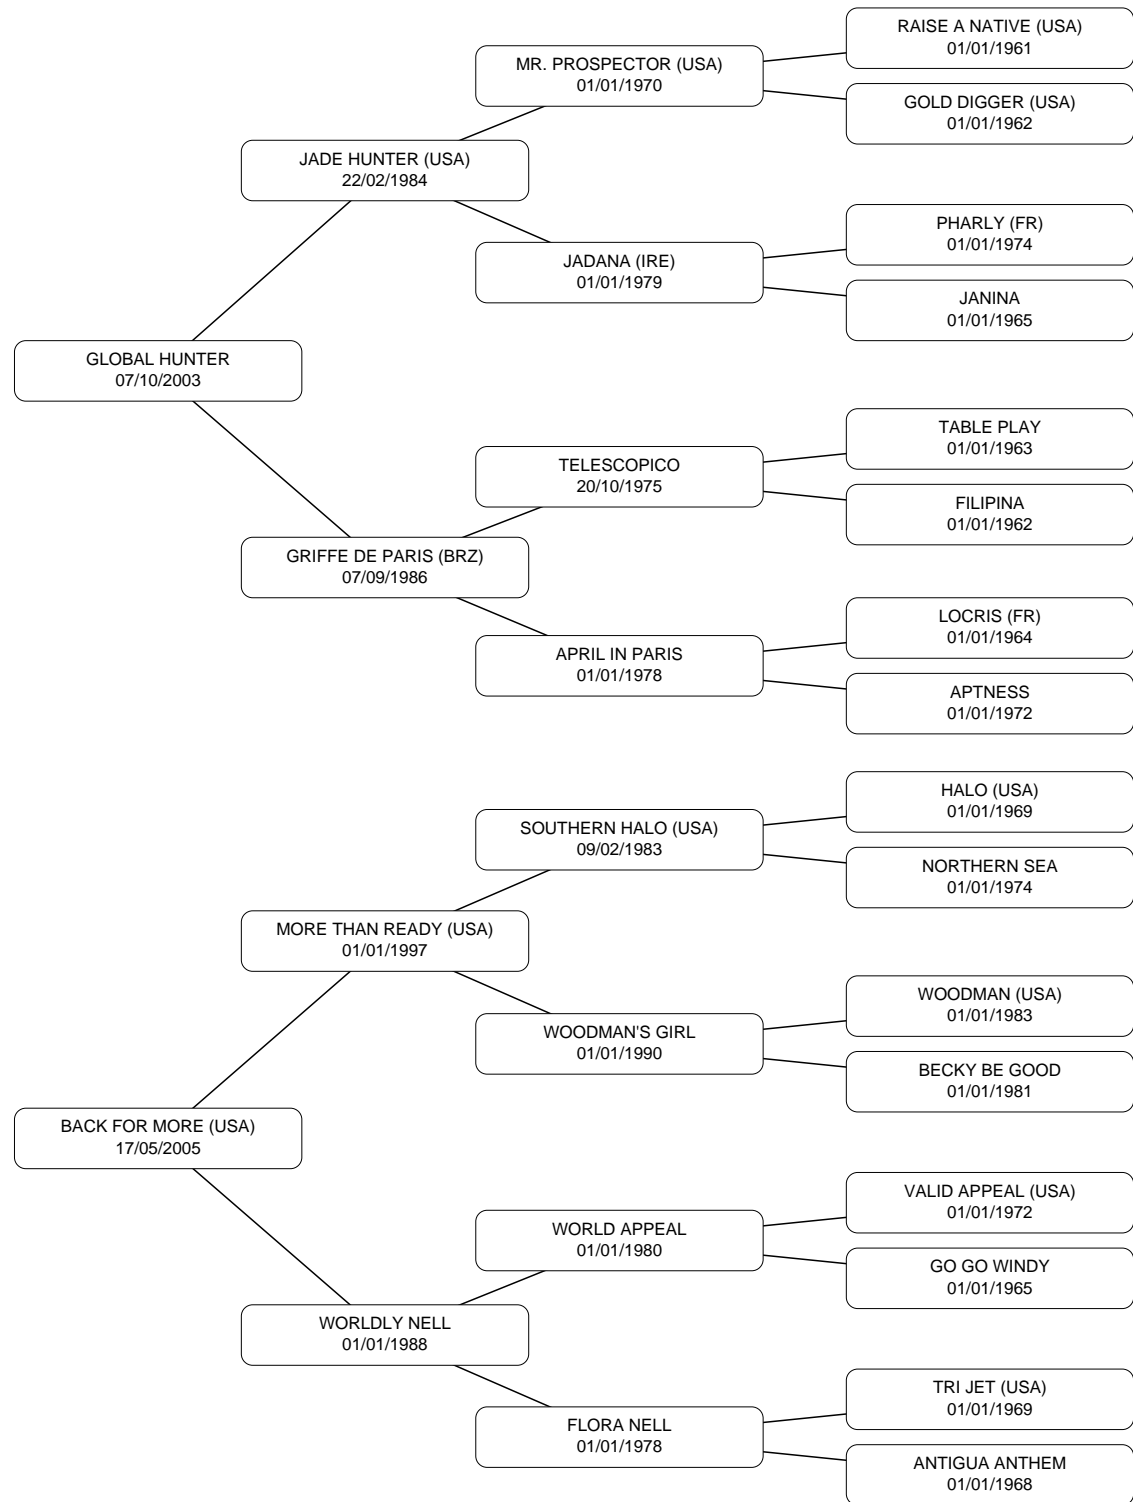 RAISE A NATIVE (USA)
01/01/1961
MR. PROSPECTOR (USA)
01/01/1970
GOLD DIGGER (USA)
01/01/1962
JADE HUNTER (USA)
22/02/1984
PHARLY (FR)
01/01/1974
JADANA (IRE)
01/01/1979
JANINA
01/01/1965
GLOBAL HUNTER
07/10/2003
TABLE PLAY
01/01/1963
TELESCOPICO
20/10/1975
FILIPINA
01/01/1962
GRIFFE DE PARIS (BRZ)
07/09/1986
LOCRIS (FR)
01/01/1964
APRIL IN PARIS
01/01/1978
APTNESS
01/01/1972
HALO (USA)
01/01/1969
SOUTHERN HALO (USA)
09/02/1983
NORTHERN SEA
01/01/1974
MORE THAN READY (USA)
01/01/1997
WOODMAN (USA)
01/01/1983
WOODMAN'S GIRL
01/01/1990
BECKY BE GOOD
01/01/1981
BACK FOR MORE (USA)
17/05/2005
VALID APPEAL (USA)
01/01/1972
WORLD APPEAL
01/01/1980
GO GO WINDY
01/01/1965
WORLDLY NELL
01/01/1988
TRI JET (USA)
01/01/1969
FLORA NELL
01/01/1978
ANTIGUA ANTHEM
01/01/1968